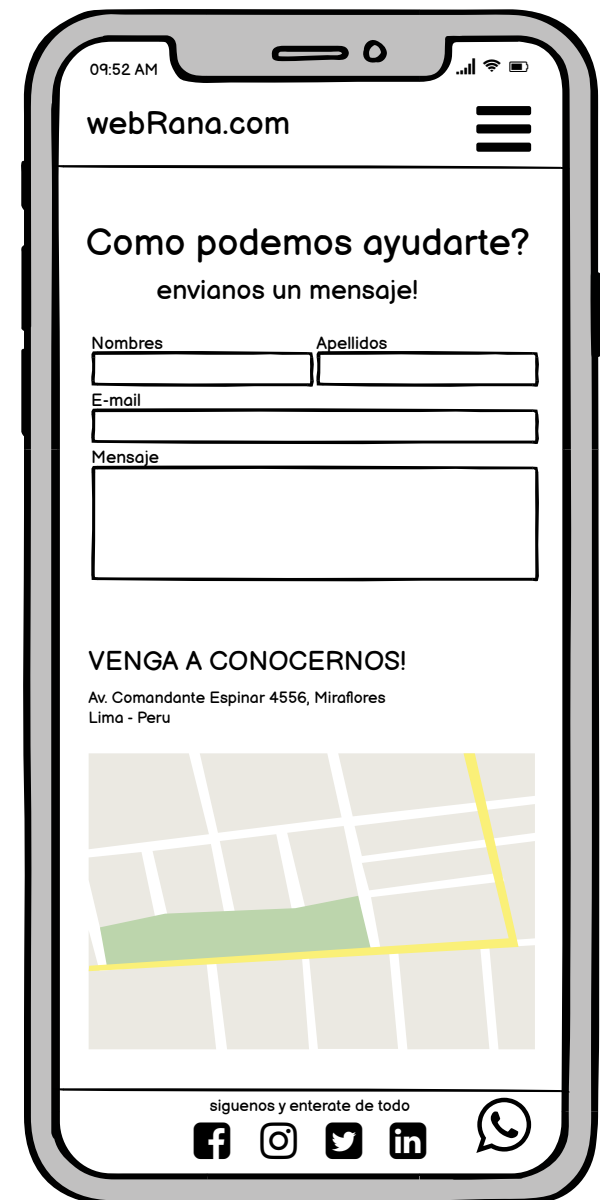 09:52 AM
webRana.com
Como podemos ayudarte?
envianos un mensaje!
Nombres Apellidos
E-mail
Mensaje
VENGA A CONOCERNOS!
Av. Comandante Espinar 4556, Miraflores
Lima - Peru
siguenos y enterate de todo